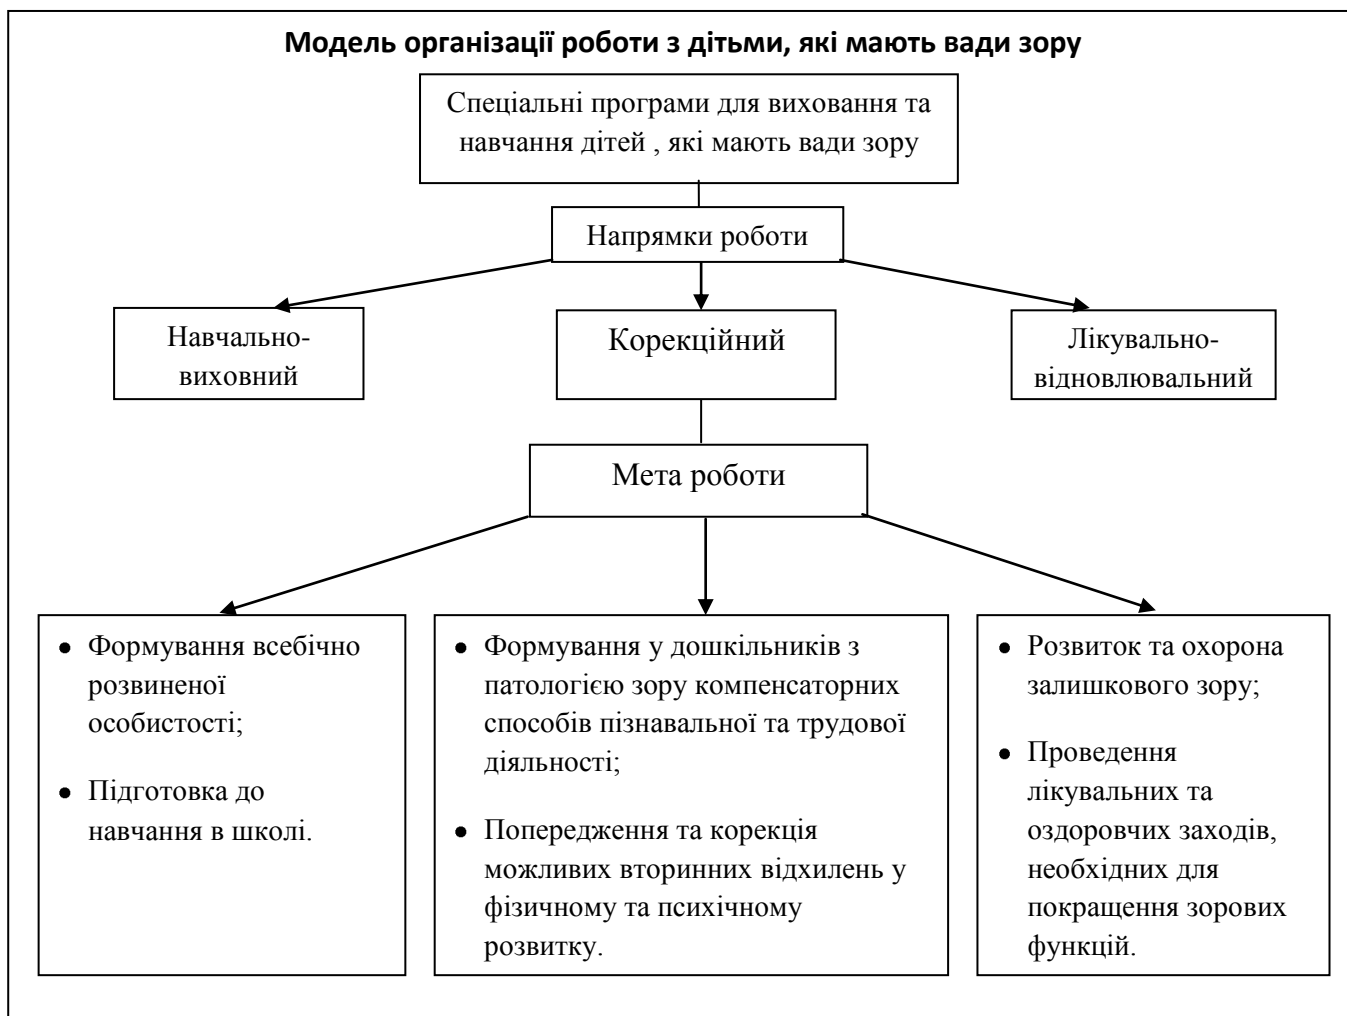 Модель організації роботи з дітьми, які мають вади зору
Спеціальні програми для виховання та
навчання дітей , які мають вади зору
Напрямки роботи
Навчально-
виховний
Корекційний
Лікувально-
відновлювальний
Мета роботи
• Формування всебічно
розвиненої
особистості;
• Підготовка до
навчання в школі.
• Формування у дошкільників з
патологією зору компенсаторних
способів пізнавальної та трудової
діяльності;
• Попередження та корекція
можливих вторинних відхилень у
фізичному та психічному
розвитку.
• Розвиток та охорона
залишкового зору;
• Проведення
лікувальних та
оздоровчих заходів,
необхідних для
покращення зорових
функцій.